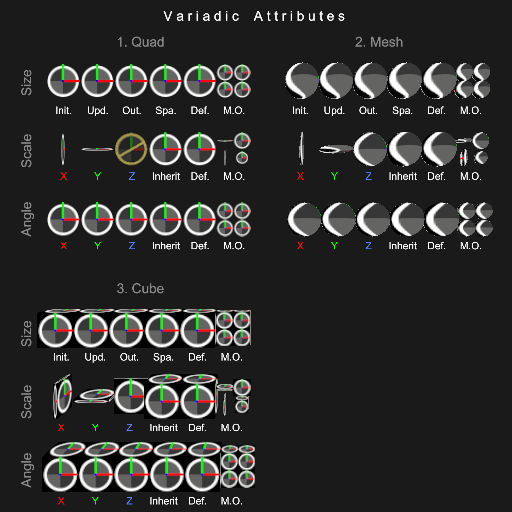 Variadic Attributes
1. Quad
Size
Init. Upd. Out. Spa. Def. M.O.
Scale
X Y Z Inherit Def. M.O.
Angle
X Y Z Inherit Def. M.O.
2. Mesh
Init. Upd. Out. Spa. Def. M.O.
X Y Z Inherit Def. M.O.
X Y Z Inherit Def. M.O.
3. Cube
Size
Init. Upd. Out. Spa. Def. M.O.
Scale
X Y Z Inherit Def. M.O.
Angle
X Y Z Inherit Def. M.O.